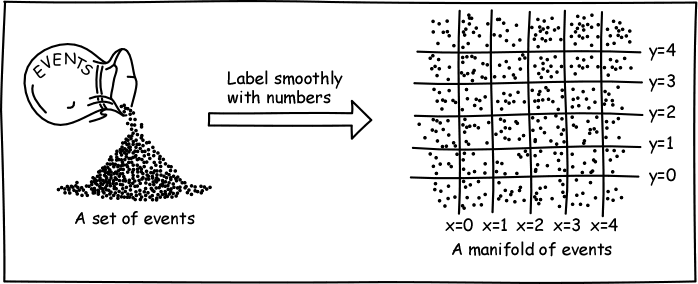 EVENTS
A set of events
Label smoothly
with numbers
y=4
y=3
y=2
y=1
y=0
x=0 x=1 x=2 x=3 x=4
A manifold of events